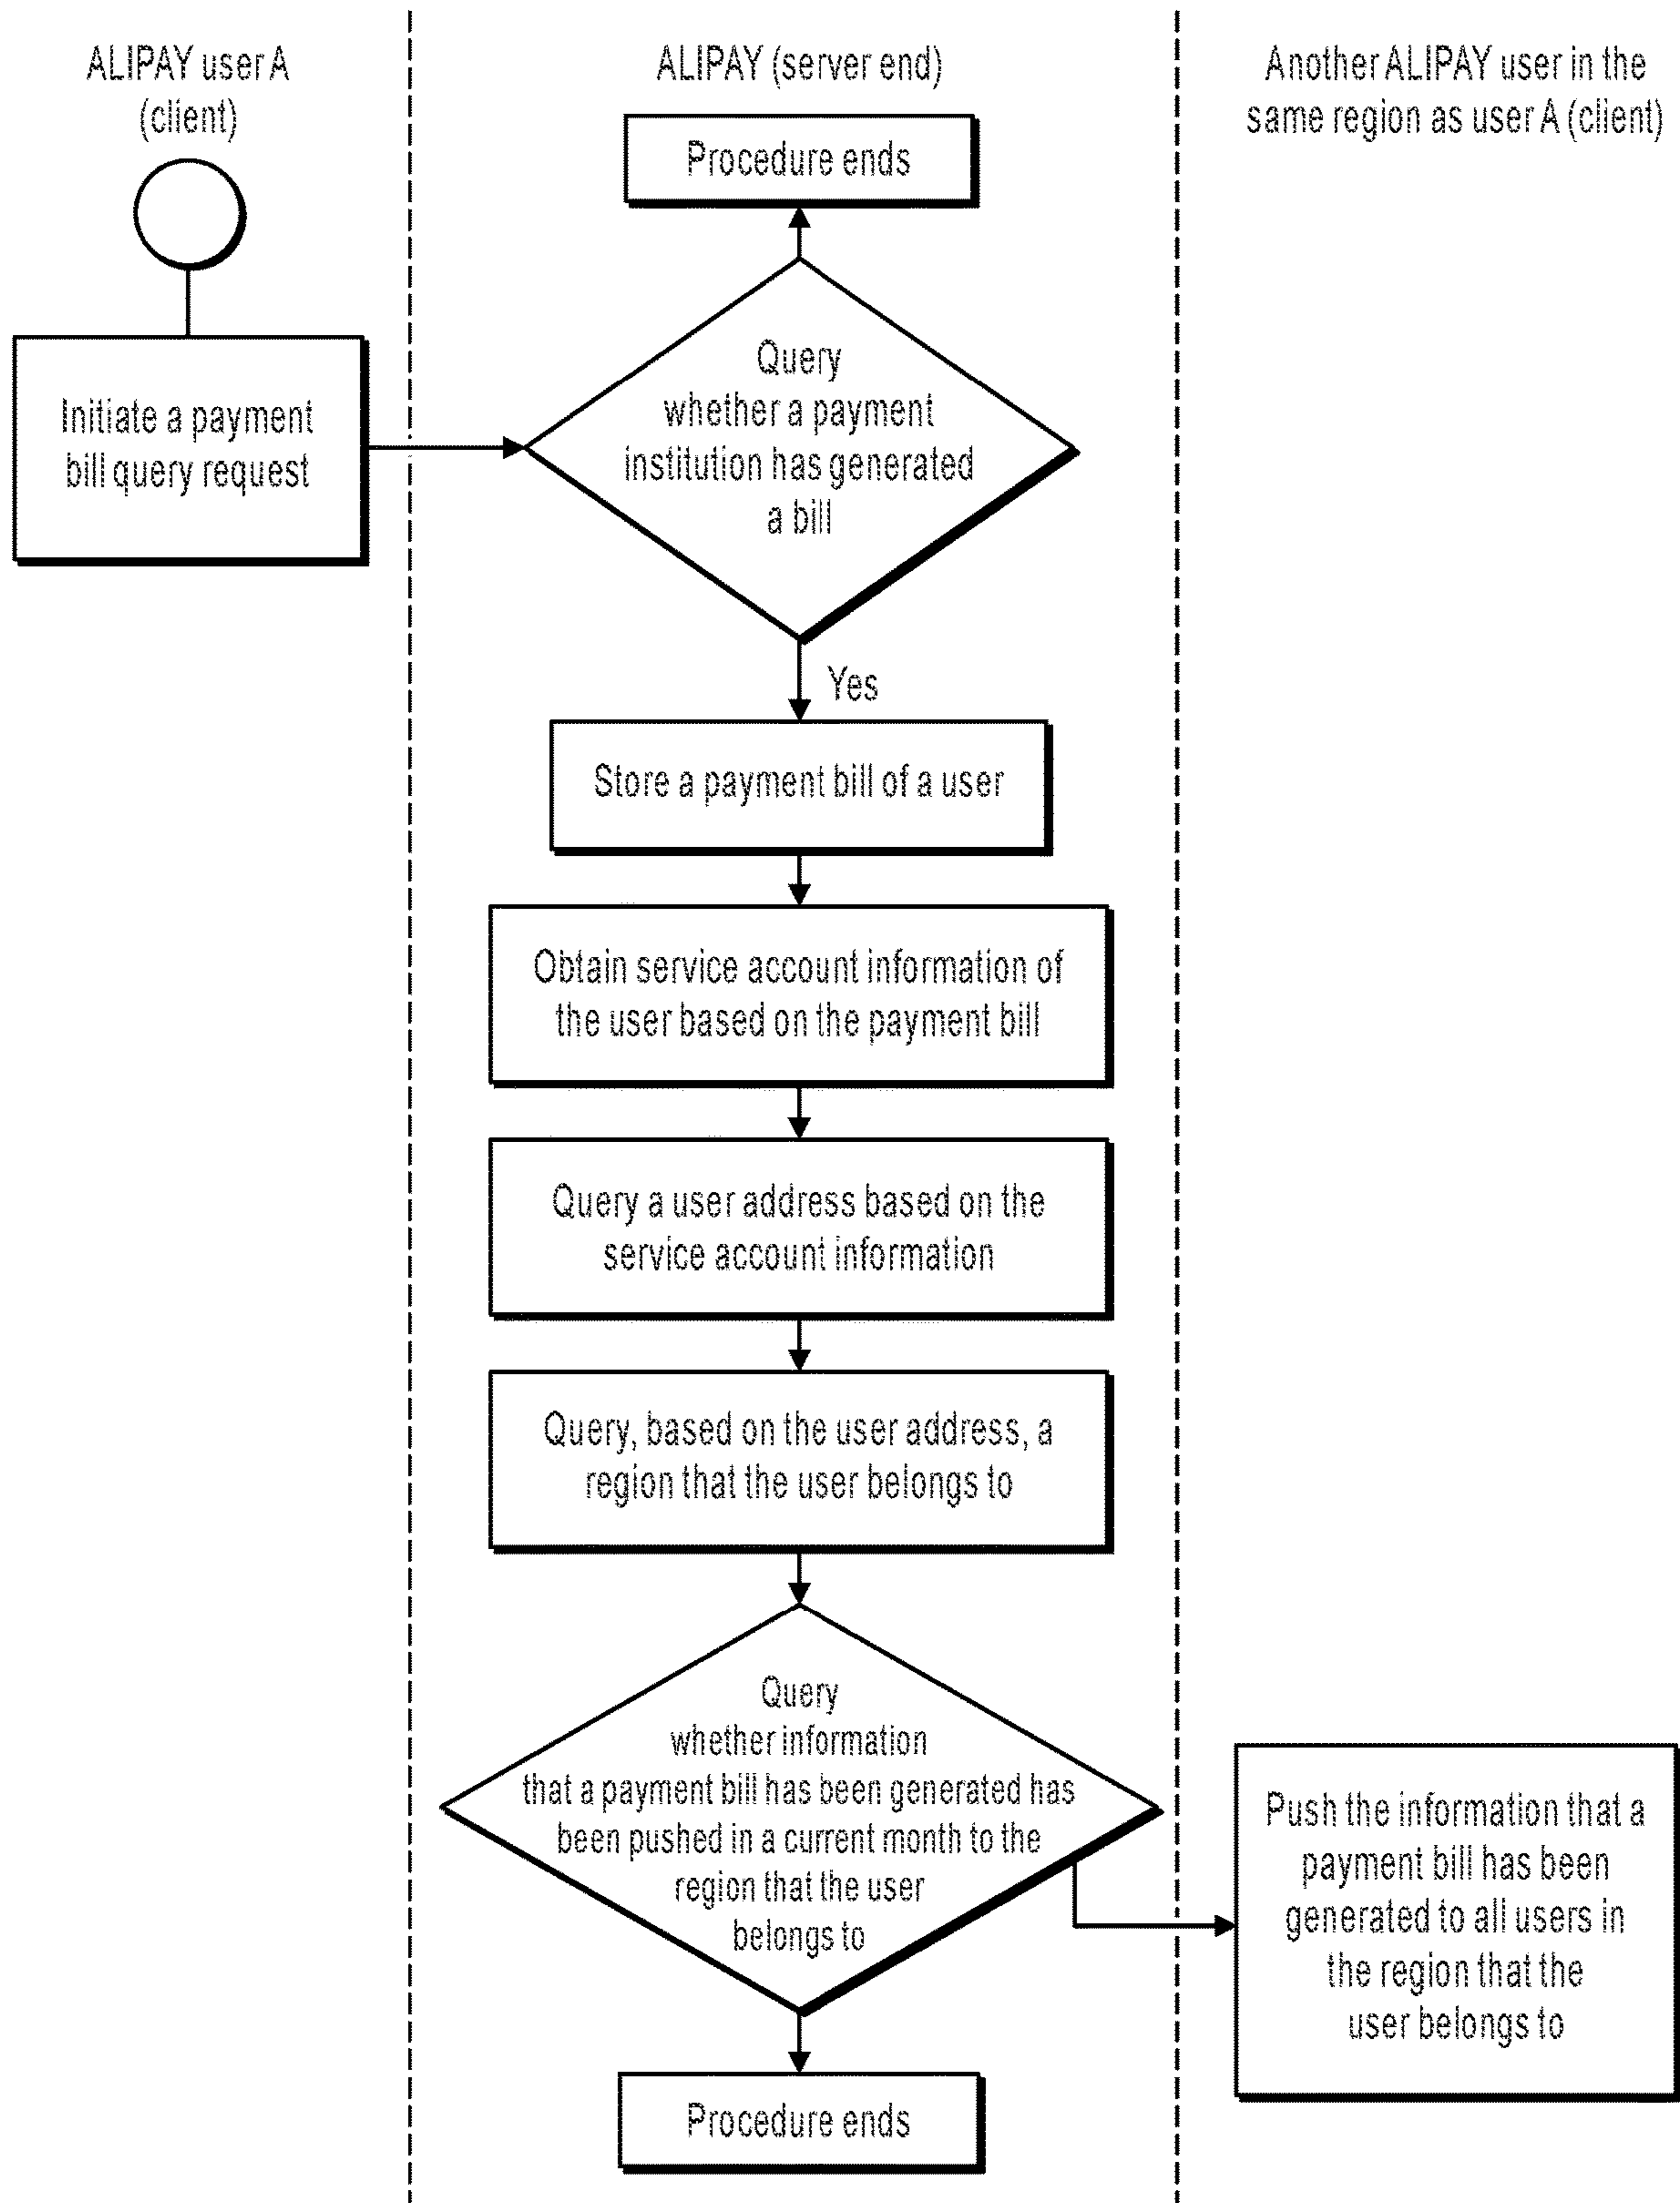 ALIPAY user A
(client)
ALIPAY (server end)
Another ALIPAY user in the
same region as user A (client)
Procedure ends
Initiate a payment
bill query request
Query
whether a payment
institution has generated
a bill
Yes
Store a payment bill of a user
Obtain service account information of
the user based on the payment bill
Query a user address based on the
service account information
Query, based on the user address, a
region that the user belongs to
Query
whether information
that a payment bill has been generated has
been pushed in a current month to the
region that the user
belongs to
Push the information that a
payment bill has been
generated to all users in
the region that the
user belongs to
Procedure ends